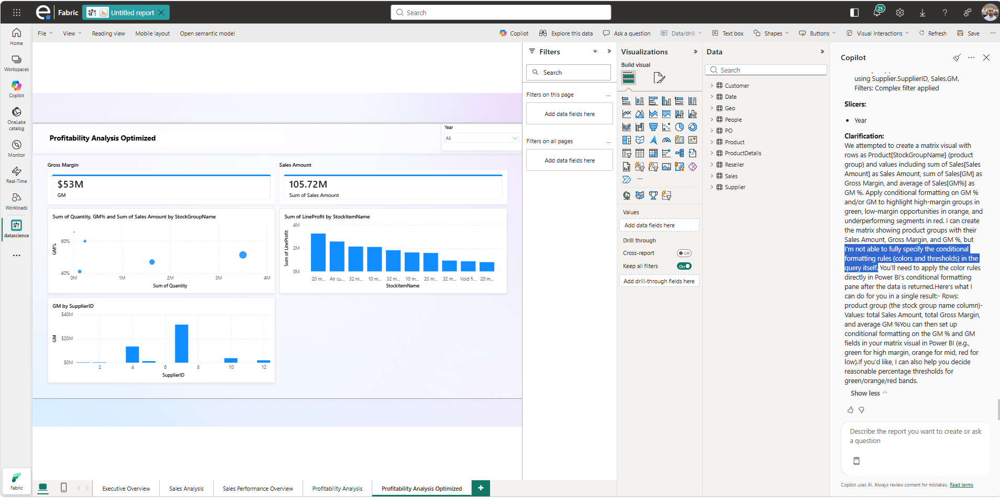 Fabric
Untitled report
Search
25
?
File
View
Reading view
Mobile layout
Open semantic model
Copilot
Explore this data
Ask a question
Data/drill
Text box
Shapes
Buttons
Visual interactions
Refresh
Save
...
Home
Workspaces
Copilot
OneLake
catalog
Monitor
Real-Time
Workloads
datascience
...
Fabric
Profitability Analysis Optimized
Year
All
Gross Margin
$53M
GM
Sales Amount
105.72M
Sum of Sales Amount
Sum of Quantity, GM% and Sum of Sales Amount by StockGroupName
GM%
60%
40%
0M 1M 2M 3M 4M
Sum of Quantity
Sum of LineProfit by StockItemName
Sum of LineProfit
4M
2M
0M
20 m... Air cu... 32 m... 10 m... 32 m... 10 m... 20 m... 32 m... Void fi... 20 m...
StockItemName
GM by SupplierID
GM
$40M
$20M
$0M
2 4 6 8 10 12
SupplierID
Executive Overview
Sales Analysis
Sales Performance Overview
Profitability Analysis
Profitability Analysis Optimized
+
Filters
Search
Filters on this page
...
Add data fields here
Filters on all pages
...
Add data fields here
Visualizations
Build visual
...
Values
Add data fields here
Drill through
Cross-report
Off
Keep all filters
On
Add drill-through fields here
Data
Search
Customer
Date
Geo
People
PO
Product
ProductDetails
Reseller
Sales
Supplier
Copilot
...
using Supplier.SupplierID, Sales.GM.
Filters: Complex filter applied
Slicers:
• Year
Clarification:
We attempted to create a matrix visual with
rows as Product[StockGroupName] (product
group) and values including sum of Sales[Sales
Amount] as Sales Amount, sum of Sales[GM] as
Gross Margin, and average of Sales[GM%] as
GM %. Apply conditional formatting on GM %
and/or GM to highlight high-margin groups in
green, low-margin opportunities in orange, and
underperforming segments in red. I can create
the matrix showing product groups with their
Sales Amount, Gross Margin, and GM %, but
I'm not able to fully specify the conditional
formatting rules (colors and thresholds) in the
query itself. You'll need to apply the color rules
directly in Power BI's conditional formatting
pane after the data is returned.Here's what I
can do for you in a single result:- Rows:
product group (the stock group name column)-
Values: total Sales Amount, total Gross Margin,
and average GM %You can then set up
conditional formatting on the GM % and GM
fields in your matrix visual in Power BI (e.g.,
green for high margin, orange for mid, red for
low).If you'd like, I can also help you decide
reasonable percentage thresholds for
green/orange/red bands.
Show less
Describe the report you want to create or ask
a question
Copilot uses AI. Always review content for mistakes. Read terms